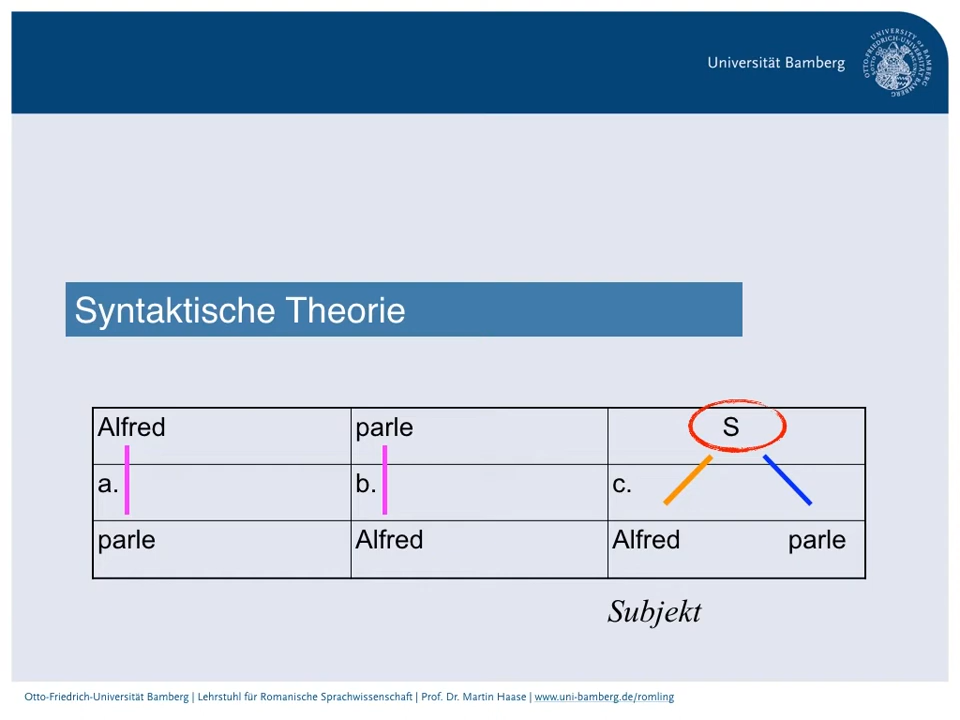 Universität Bamberg
Syntaktische Theorie
Alfred parle S
a. b. c.
parle Alfred Alfred parle
Subjekt
Otto-Friedrich-Universität Bamberg | Lehrstuhl für Romanische Sprachwissenschaft | Prof. Dr. Martin Haase | www.uni-bamberg.de/romling